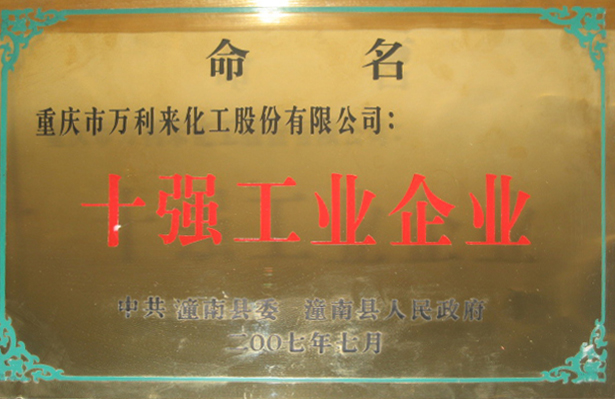 命名
重庆市万利来化工股份有限公司：
十强工业企业
中共潼南县委 潼南县人民政府
二〇〇七年七月